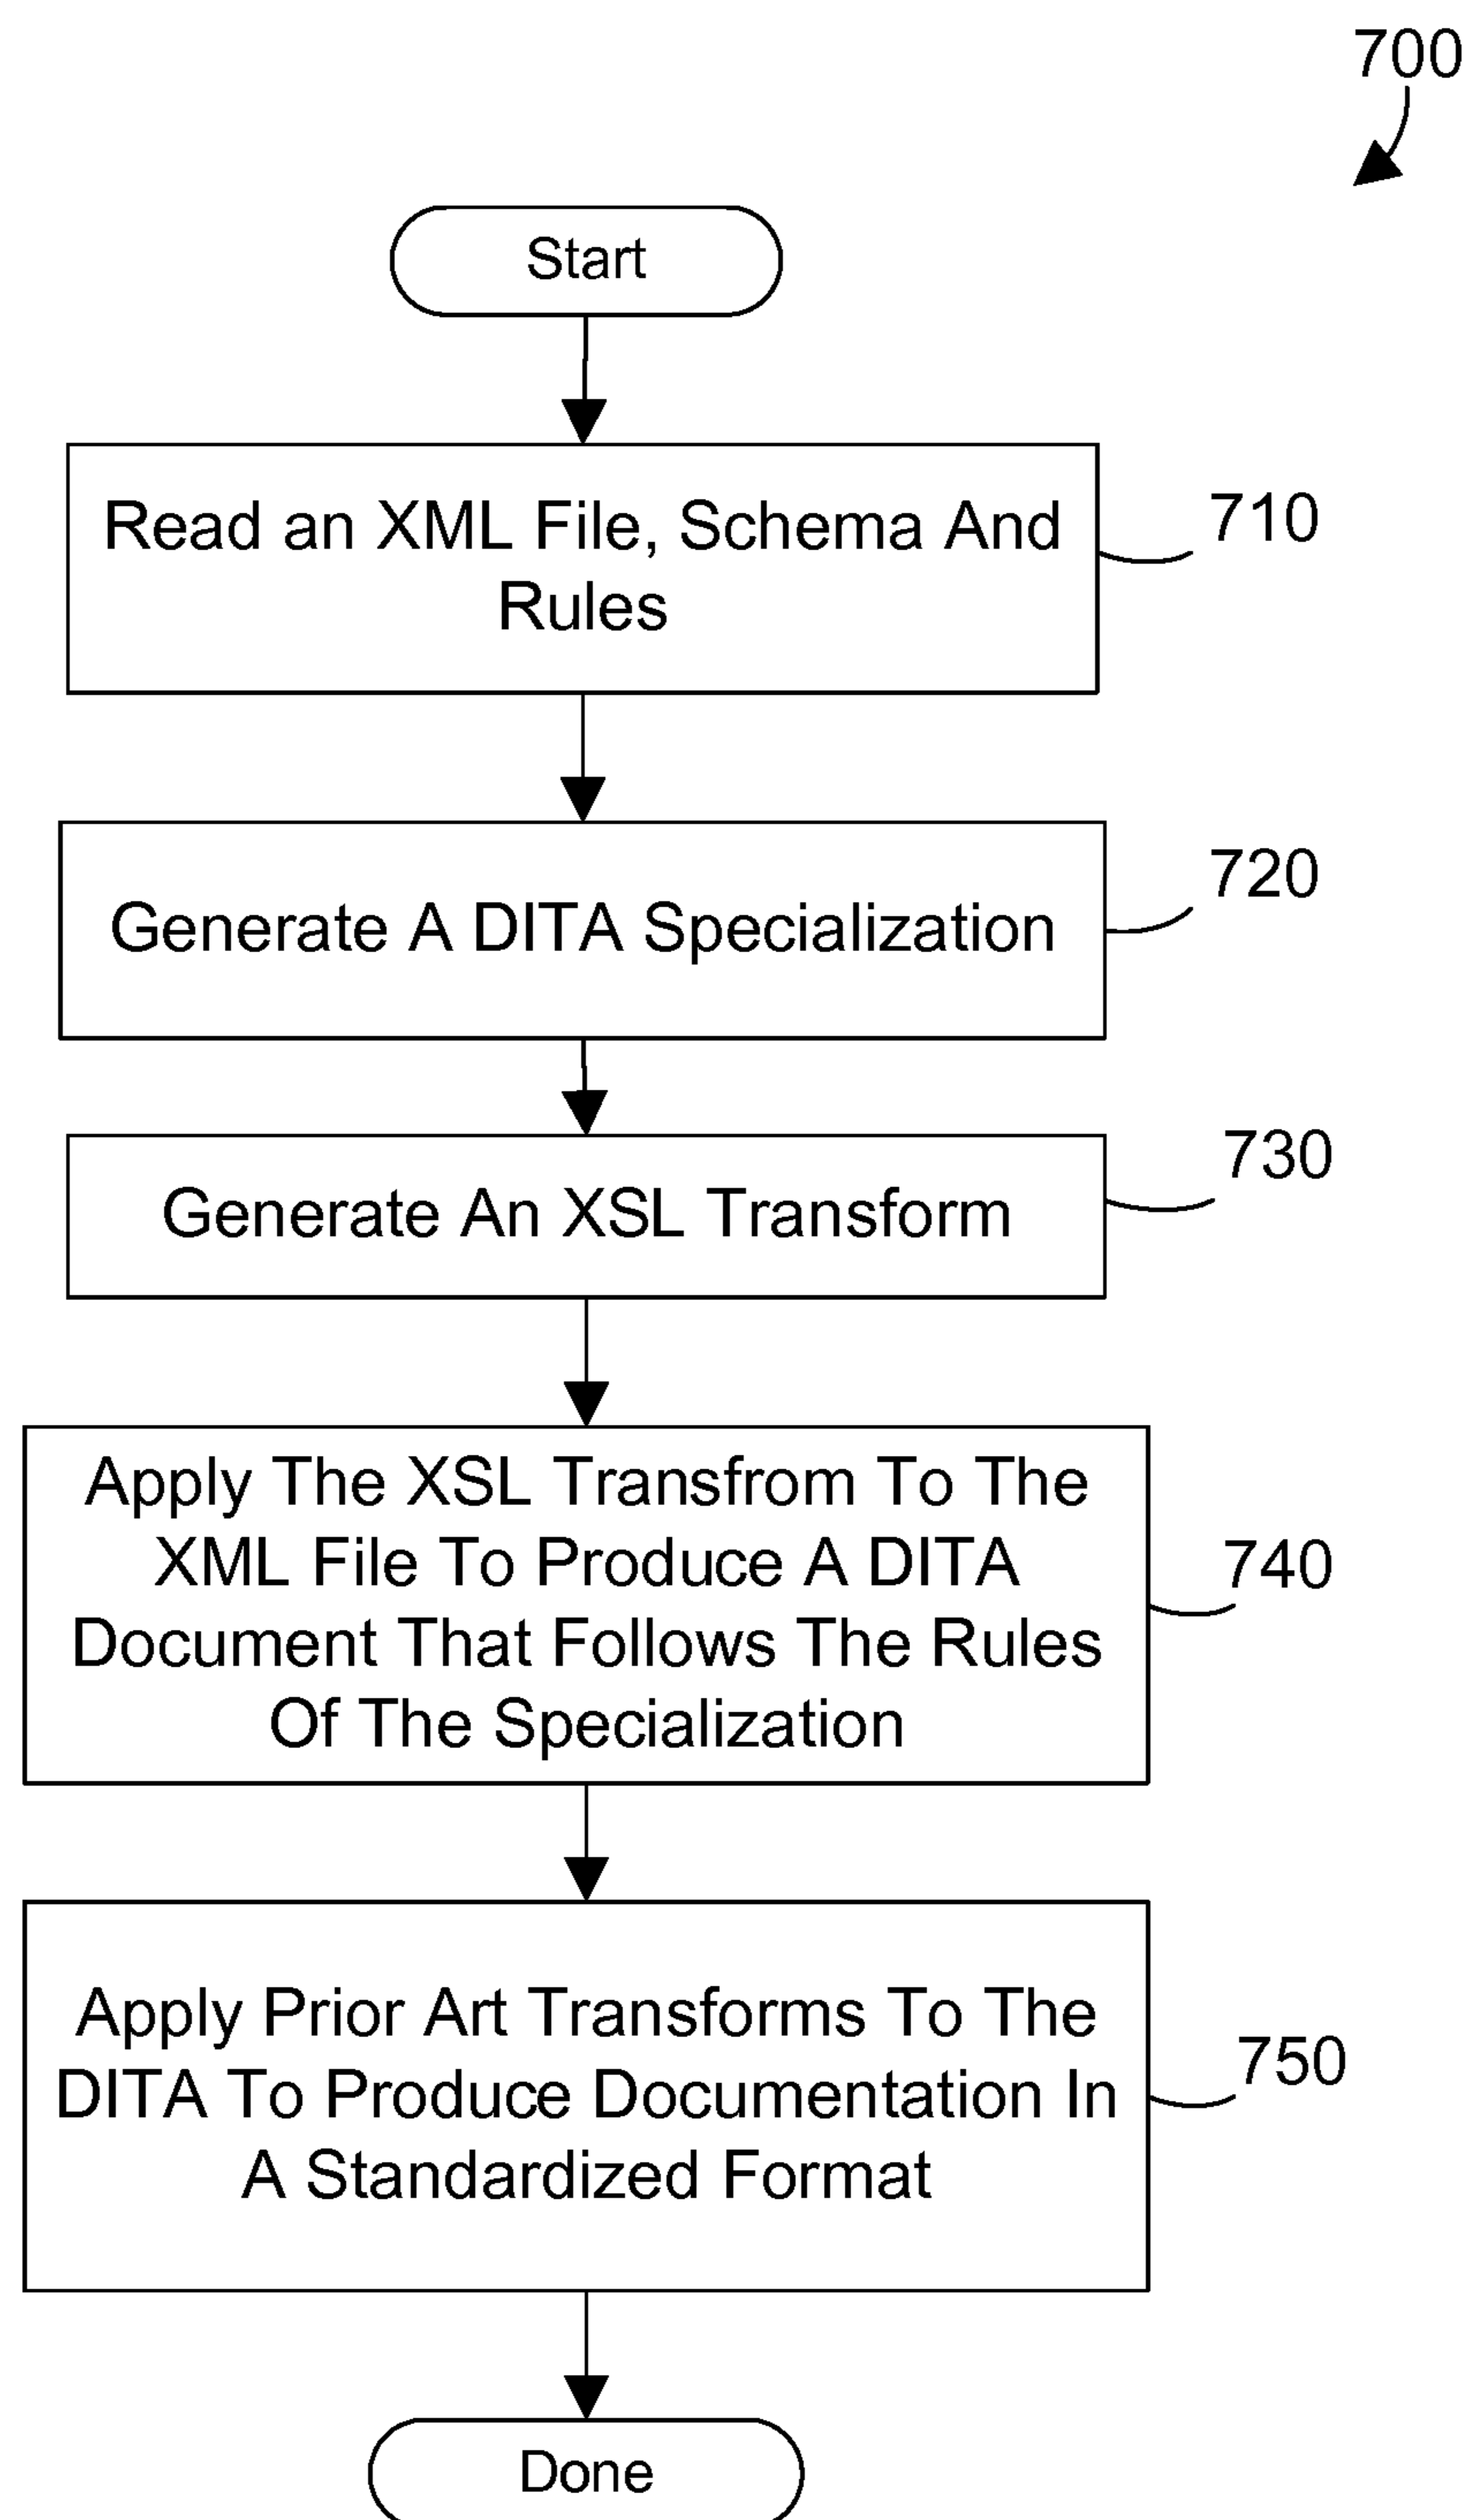 700
Start
Read an XML File, Schema And
Rules
710
Generate A DITA Specialization
720
Generate An XSL Transform
730
Apply The XSL Transfrom To The
XML File To Produce A DITA
Document That Follows The Rules
Of The Specialization
740
Apply Prior Art Transforms To The
DITA To Produce Documentation In
A Standardized Format
750
Done